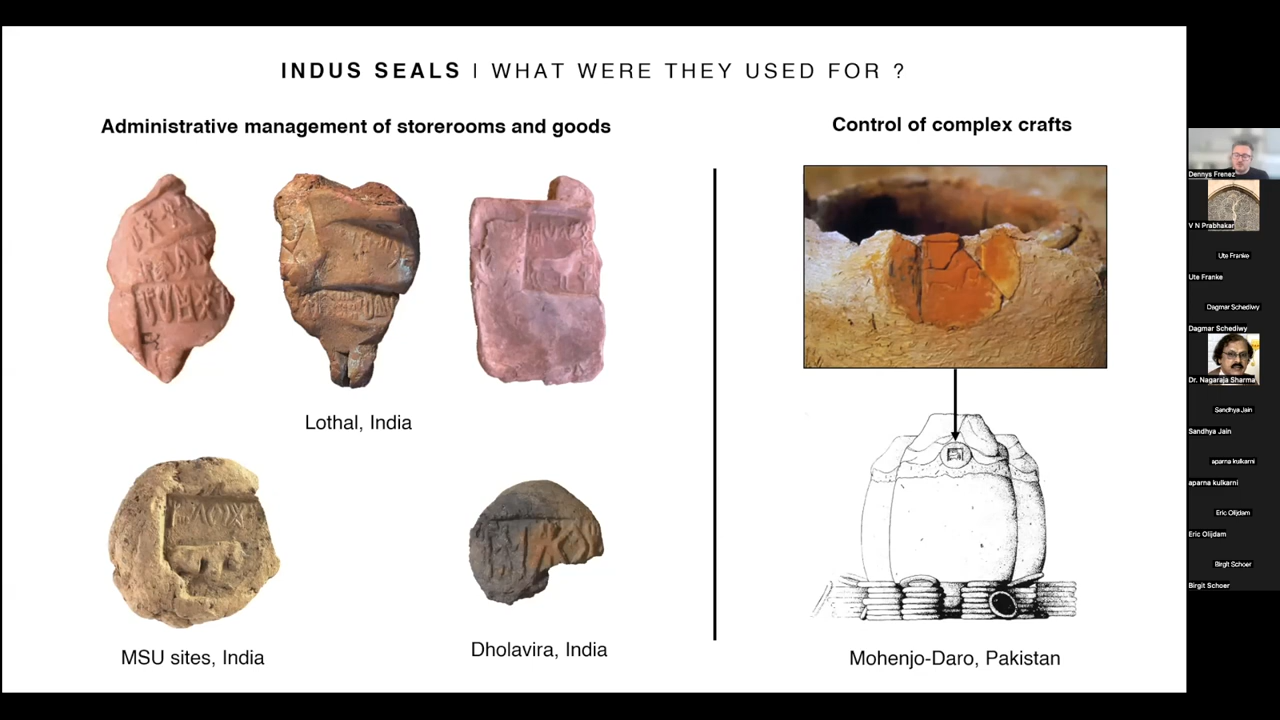 INDUS SEALS | WHAT WERE THEY USED FOR ?
Administrative management of storerooms and goods
Control of complex crafts
Lothal, India
MSU sites, India
Dholavira, India
Mohenjo-Daro, Pakistan
Dennys Frenez
V N Prabhakar
Ute Franke
Ute Franke
Dagmar Schediwy
Dagmar Schediwy
Dr. Nagaraja Sharma
Sandhya Jain
Sandhya Jain
aparna kulkarni
aparna kulkarni
Eric Olijdam
Eric Olijdam
Birgit Schoer
Birgit Schoer